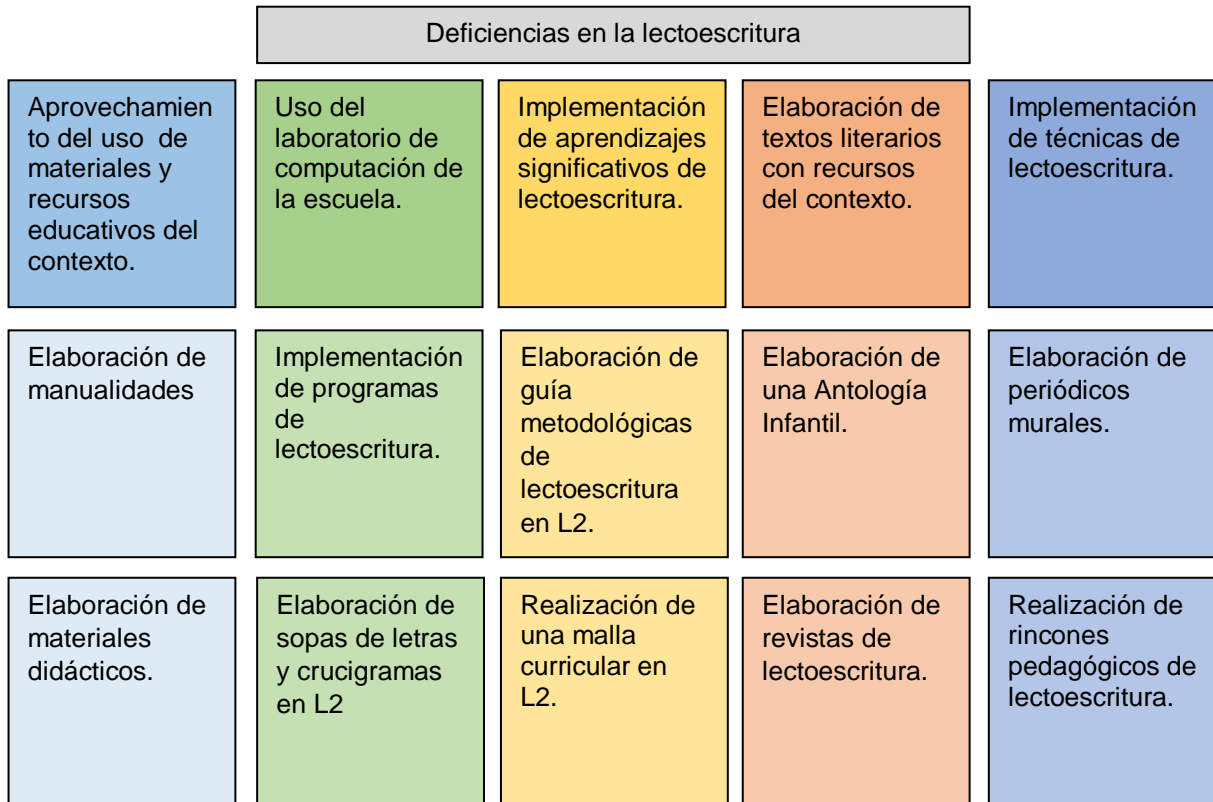 Deficiencias en la lectoescritura
Aprovechamien
to del uso de
materiales y
recursos
educativos del
contexto.
Uso del
laboratorio de
computación de
la escuela.
Implementación
de aprendizajes
significativos de
lectoescritura.
Elaboración de
textos literarios
con recursos
del contexto.
Implementación
de técnicas de
lectoescritura.
Elaboración de
manualidades
Implementación
de programas
de
lectoescritura.
Elaboración de
guía
metodológicas
de
lectoescritura
en L2.
Elaboración de
una Antología
Infantil.
Elaboración de
periódicos
murales.
Elaboración de
materiales
didácticos.
Elaboración de
sopas de letras
y crucigramas
en L2
Realización de
una malla
curricular en
L2.
Elaboración de
revistas de
lectoescritura.
Realización de
rincones
pedagógicos de
lectoescritura.